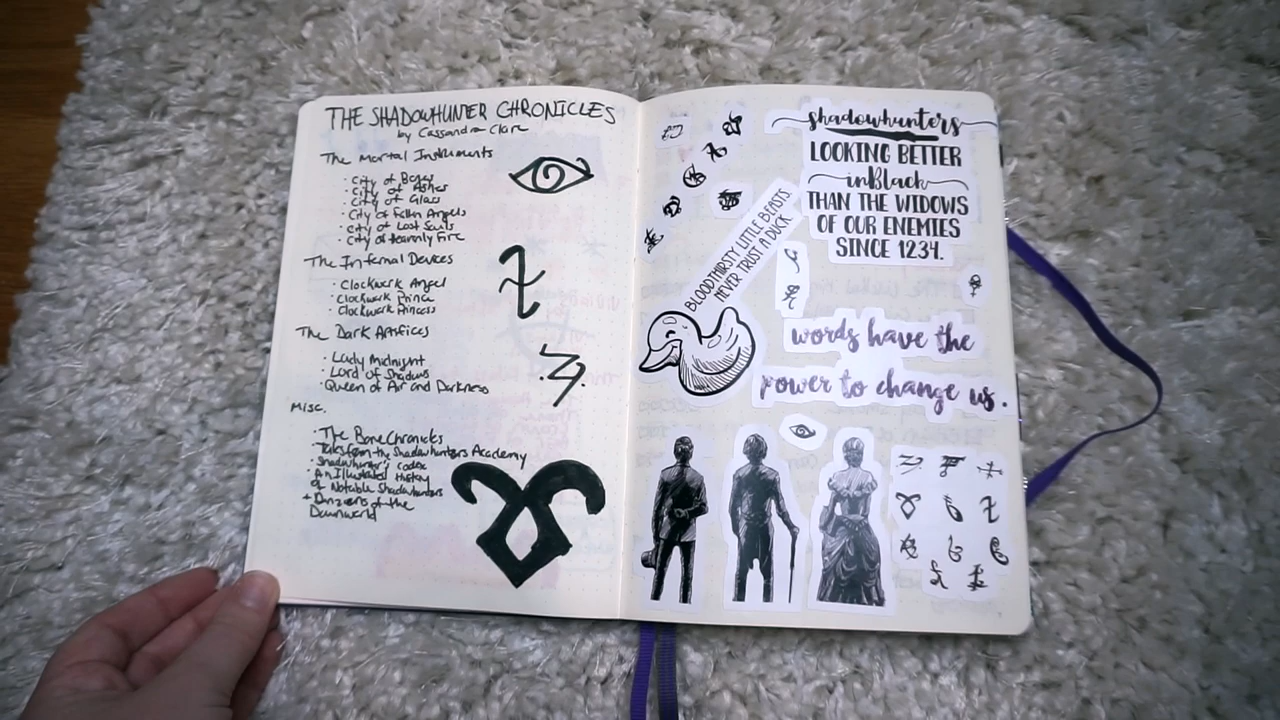 THE SHADOWHUNTER CHRONICLES
by Cassandra Clare
The Mortal Instruments
· City of Bones
· City of Ashes
· City of Glass
· City of Fallen Angels
· City of Lost Souls
· City of Heavenly Fire
The Infernal Devices
· Clockwork Angel
· Clockwork Prince
· Clockwork Princess
The Dark Artifices
· Lady Midnight
· Lord of Shadows
· Queen of Air and Darkness
Misc.
· The Bane Chronicles
· Tales from the Shadowhunters Academy
· Shadowhunter's Codex
· An Illustrated History
of Notable Shadowhunters
+ Denizens of the
Downworld
shadowhunters
LOOKING BETTER
in Black
THAN THE WIDOWS
OF OUR ENEMIES
SINCE 1234.
BLOODTHIRSTY LITTLE BEASTS
NEVER TRUST A DUCK
words have the
power to change us.